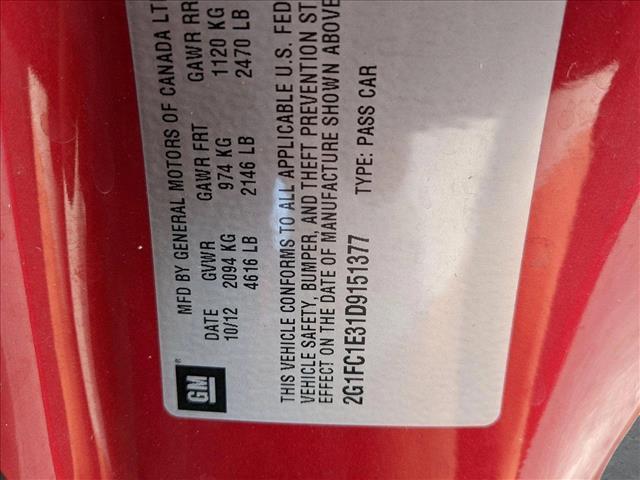 MFD BY GENERAL MOTORS OF CANADA LT
DATE GVWR GAWR FRT GAWR RR
10/12 2094 KG 974 KG 1120 KG
4616 LB 2146 LB 2470 LB
GM
THIS VEHICLE CONFORMS TO ALL APPLICABLE U.S. FED
VEHICLE SAFETY, BUMPER, AND THEFT PREVENTION ST
EFFECT ON THE DATE OF MANUFACTURE SHOWN ABOVE
2G1FC1E31D9151377 TYPE: PASS CAR